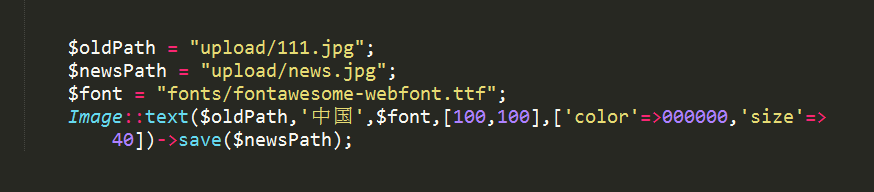 $oldPath = "upload/111.jpg";
$newsPath = "upload/news.jpg";
$font = "fonts/fontawesome-webfont.ttf";
Image::text($oldPath,'中国',$font,[100,100],['color'=>000000,'size'=>
40])->save($newsPath);